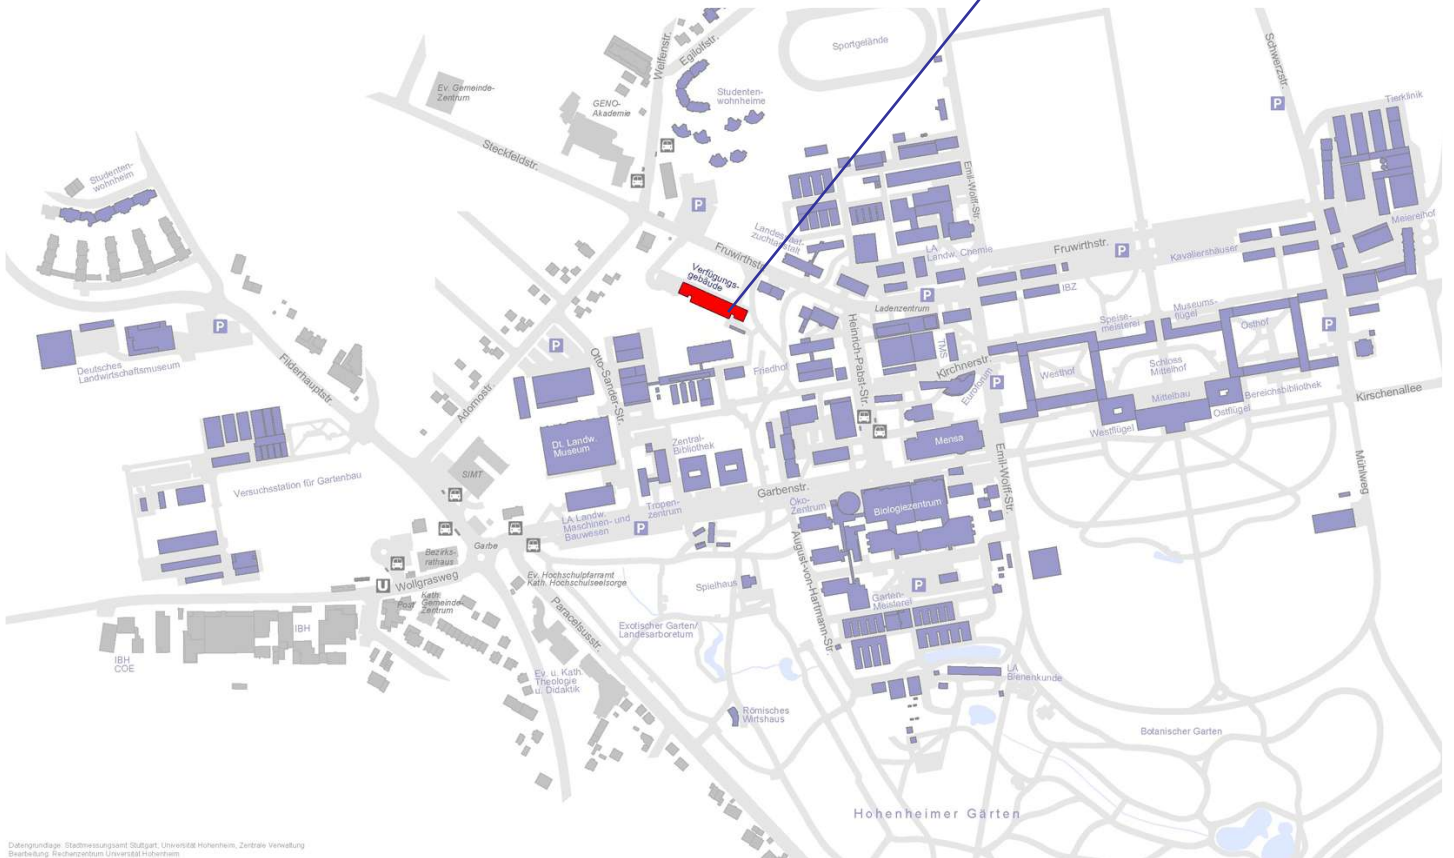 Sportgelände
Welfenstr.
Egilolfstr.
Schwerzstr.
Ev. Gemeinde-
Zentrum
GENO-
Akademie
Studenten-
wohnheime
P
Tierklinik
Steckfeldstr.
Studenten-
wohnheim
Emil-Wolff-Str.
P
Landessaat-
zuchtanstalt
Meiereihof
Fruwirthstr.
LA
Landw. Chemie
Fruwirthstr.
P
Kavaliershäuser
Verfügungs-
gebäude
IBZ
P
Ladenzentrum
Museums-
flügel
Speise-
meisterei
Osthof
P
P
Heinrich-Pabst-Str.
TMS
P
Otto-Sander-Str.
Deutsches
Landwirtschaftsmuseum
Filderhauptstr.
Adornostr.
Friedhof
Kirchnerstr.
Euroforum
P
Westhof
Schloss
Mittelhof
Mittelbau
Bereichsbibliothek
Ostflügel
Westflügel
Kirschenallee
Dt. Landw.
Museum
Zentral-
Bibliothek
Mensa
Emil-Wolff-Str.
Mühlweg
SIMT
Versuchsstation für Gartenbau
Garbenstr.
Tropen-
zentrum
Öko-
Zentrum
Biologiezentrum
LA Landw.
Maschinen- und
Bauwesen
P
August-von-Hartmann-Str.
Garbe
Bezirks-
rathaus
U
Wollgrasweg
Ev. Hochschulpfarramt
Kath. Hochschulseelsorge
Spielhaus
P
Garten-
Meisterei
Post
Kath.
Gemeinde-
Zentrum
Paracelsusstr.
Exotischer Garten/
Landesarboretum
IBH
IBH
COE
Ev. u. Kath.
Theologie
u. Didaktik
LA
Bienenkunde
Römisches
Wirtshaus
Botanischer Garten
Hohenheimer Gärten
Datengrundlage: Stadtmessungsamt Stuttgart, Universität Hohenheim, Zentrale Verwaltung
Bearbeitung: Rechenzentrum Universität Hohenheim